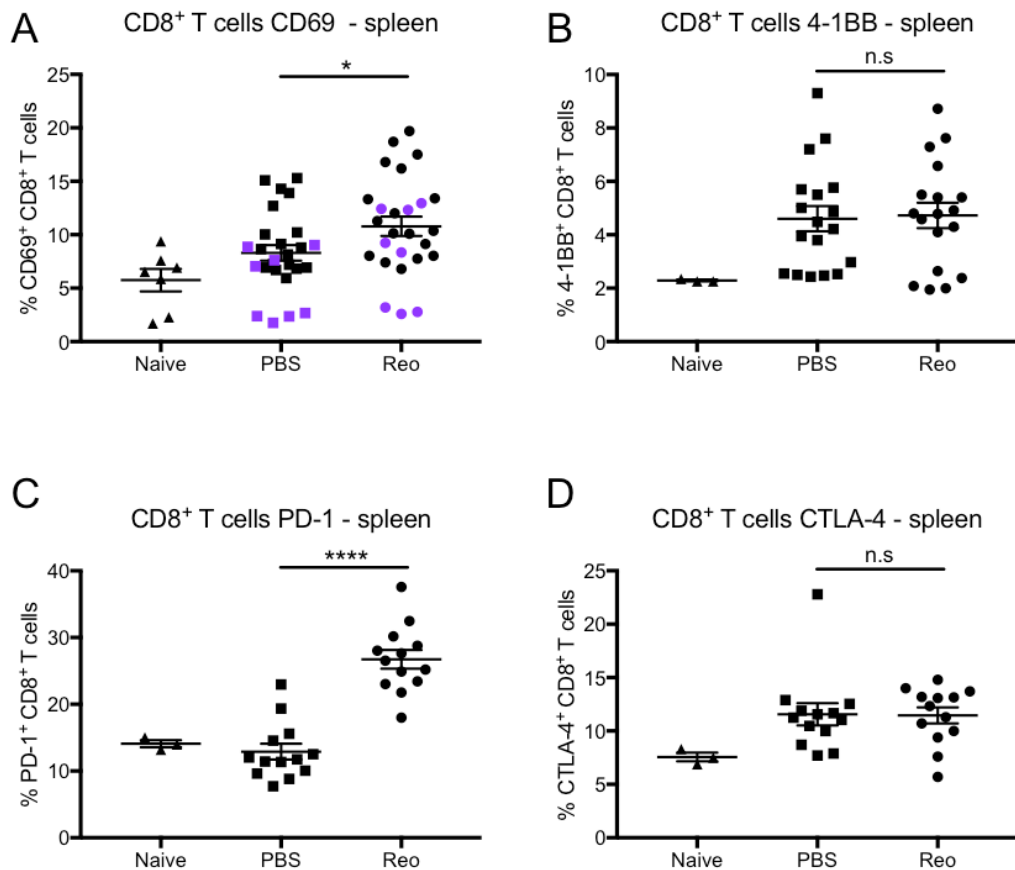 A
CD8⁺ T cells CD69 - spleen
% CD69⁺ CD8⁺ T cells
25
20
15
10
5
0
*
Naive
PBS
Reo
B
CD8⁺ T cells 4-1BB - spleen
% 4-1BB⁺ CD8⁺ T cells
10
8
6
4
2
0
n.s
Naive
PBS
Reo
C
CD8⁺ T cells PD-1 - spleen
% PD-1⁺ CD8⁺ T cells
40
30
20
10
0
****
Naive
PBS
Reo
D
CD8⁺ T cells CTLA-4 - spleen
% CTLA-4⁺ CD8⁺ T cells
25
20
15
10
5
0
n.s
Naive
PBS
Reo